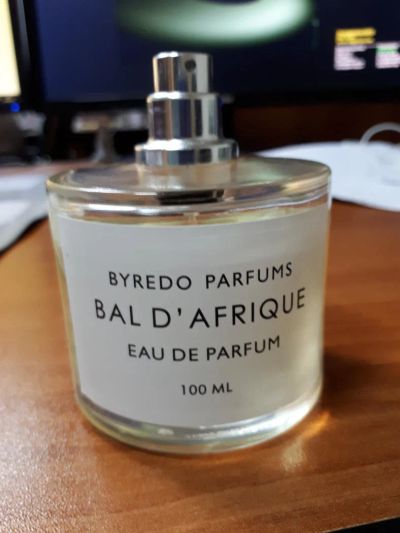 BYREDO PARFUMS
BAL D'AFRIQUE
EAU DE PARFUM
100 ML